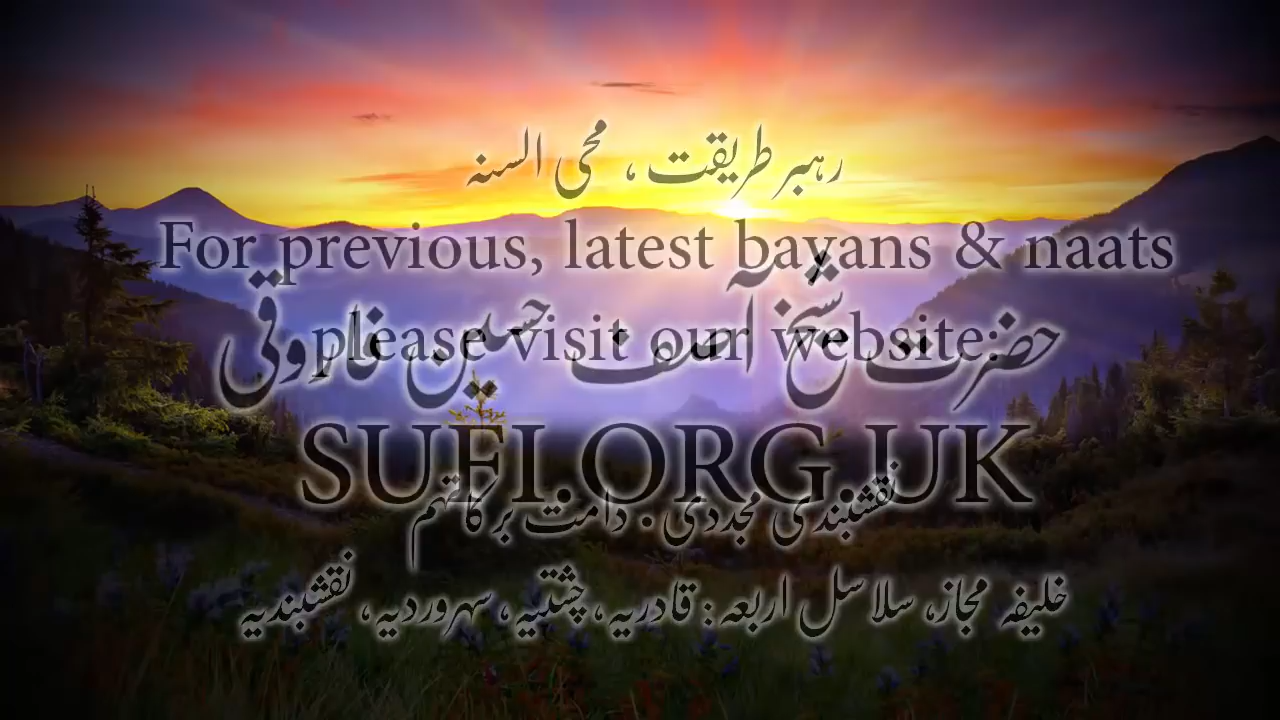 رہبر طریقت، محی السنہ
For previous, latest bayans & naats
حضرت شیخ آصف حسین فاروقی
please visit our website:
SUFI.ORG.UK
نقشبندی مجددی دامت برکاتہم
خلیفہ مجاز، سلاسل اربعہ: قادریہ، چشتیہ، سہروردیہ، نقشبندیہ